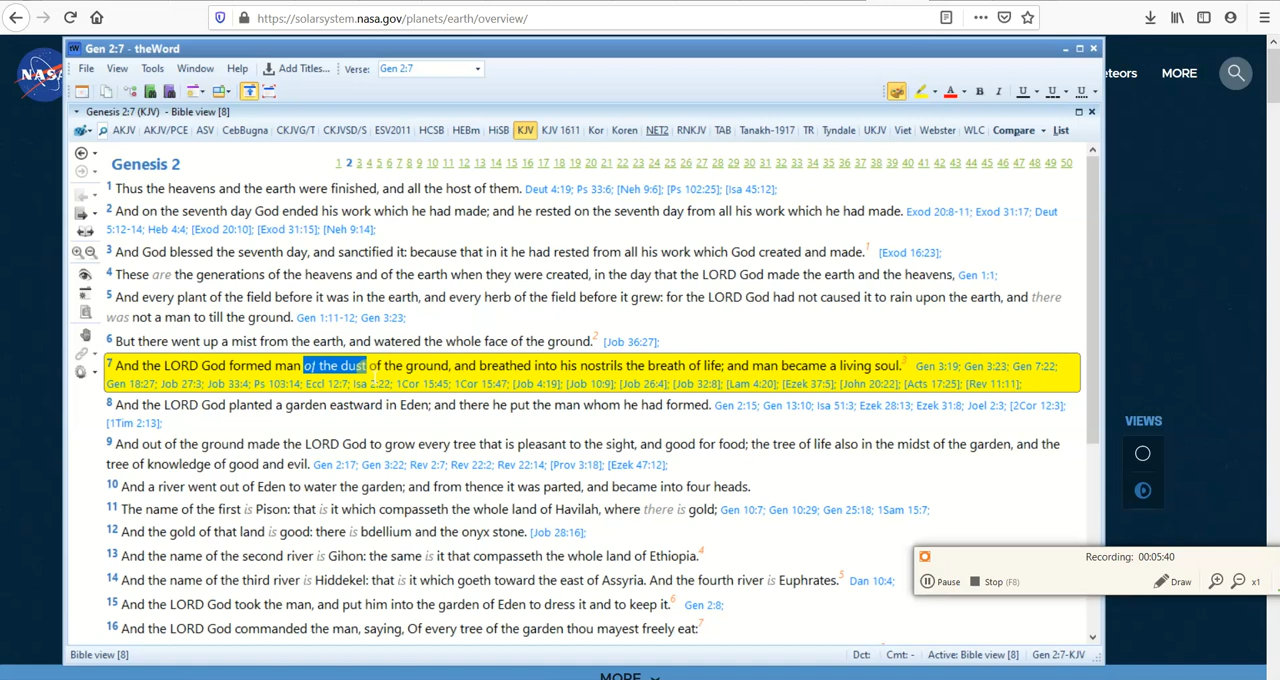 https://solarsystem.nasa.gov/planets/earth/overview/
NASA
Gen 2:7 - theWord
File View Tools Window Help Add Titles... Verse: Gen 2:7
eteors MORE
B I U U U
Genesis 2:7 (KJV) - Bible view [8]
AKJV AKJV/PCE ASV CebBugna CKJVG/T CKJVSD/S ESV2011 HCSB HEBm HiSB KJV KJV 1611 Kor Koren NET2 RNKJV TAB Tanakh-1917 TR Tyndale UKJV Viet Webster WLC Compare List
Genesis 2 1 2 3 4 5 6 7 8 9 10 11 12 13 14 15 16 17 18 19 20 21 22 23 24 25 26 27 28 29 30 31 32 33 34 35 36 37 38 39 40 41 42 43 44 45 46 47 48 49 50
1 Thus the heavens and the earth were finished, and all the host of them. Deut 4:19; Ps 33:6; [Neh 9:6]; [Ps 102:25]; [Isa 45:12];
2 And on the seventh day God ended his work which he had made; and he rested on the seventh day from all his work which he had made. Exod 20:8-11; Exod 31:17; Deut
5:12-14; Heb 4:4; [Exod 20:10]; [Exod 31:15]; [Neh 9:14];
3 And God blessed the seventh day, and sanctified it: because that in it he had rested from all his work which God created and made. 1 [Exod 16:23];
4 These are the generations of the heavens and of the earth when they were created, in the day that the LORD God made the earth and the heavens, Gen 1:1;
5 And every plant of the field before it was in the earth, and every herb of the field before it grew: for the LORD God had not caused it to rain upon the earth, and there
was not a man to till the ground. Gen 1:11-12; Gen 3:23;
6 But there went up a mist from the earth, and watered the whole face of the ground. 2 [Job 36:27];
7 And the LORD God formed man of the dust of the ground, and breathed into his nostrils the breath of life; and man became a living soul. 3 Gen 3:19; Gen 3:23; Gen 7:22;
Gen 18:27; Job 27:3; Job 33:4; Ps 103:14; Eccl 12:7; Isa 2:22; 1Cor 15:45; 1Cor 15:47; [Job 4:19]; [Job 10:9]; [Job 26:4]; [Job 32:8]; [Lam 4:20]; [Ezek 37:5]; [John 20:22]; [Acts 17:25]; [Rev 11:11];
8 And the LORD God planted a garden eastward in Eden; and there he put the man whom he had formed. Gen 2:15; Gen 13:10; Isa 51:3; Ezek 28:13; Ezek 31:8; Joel 2:3; [2Cor 12:3];
[1Tim 2:13];
9 And out of the ground made the LORD God to grow every tree that is pleasant to the sight, and good for food; the tree of life also in the midst of the garden, and the
tree of knowledge of good and evil. Gen 2:17; Gen 3:22; Rev 2:7; Rev 22:2; Rev 22:14; [Prov 3:18]; [Ezek 47:12];
10 And a river went out of Eden to water the garden; and from thence it was parted, and became into four heads.
11 The name of the first is Pison: that is it which compasseth the whole land of Havilah, where there is gold; Gen 10:7; Gen 10:29; Gen 25:18; 1Sam 15:7;
12 And the gold of that land is good: there is bdellium and the onyx stone. [Job 28:16];
13 And the name of the second river is Gihon: the same is it that compasseth the whole land of Ethiopia. 4
14 And the name of the third river is Hiddekel: that is it which goeth toward the east of Assyria. And the fourth river is Euphrates. 5 Dan 10:4;
15 And the LORD God took the man, and put him into the garden of Eden to dress it and to keep it. 6 Gen 2:8;
16 And the LORD God commanded the man, saying, Of every tree of the garden thou mayest freely eat: 7
VIEWS
Recording: 00:05:40
Pause Stop (F8) Draw x1
Bible view [8] Dct: Cmt: - Active: Bible view [8] Gen 2:7-KJV
MORE